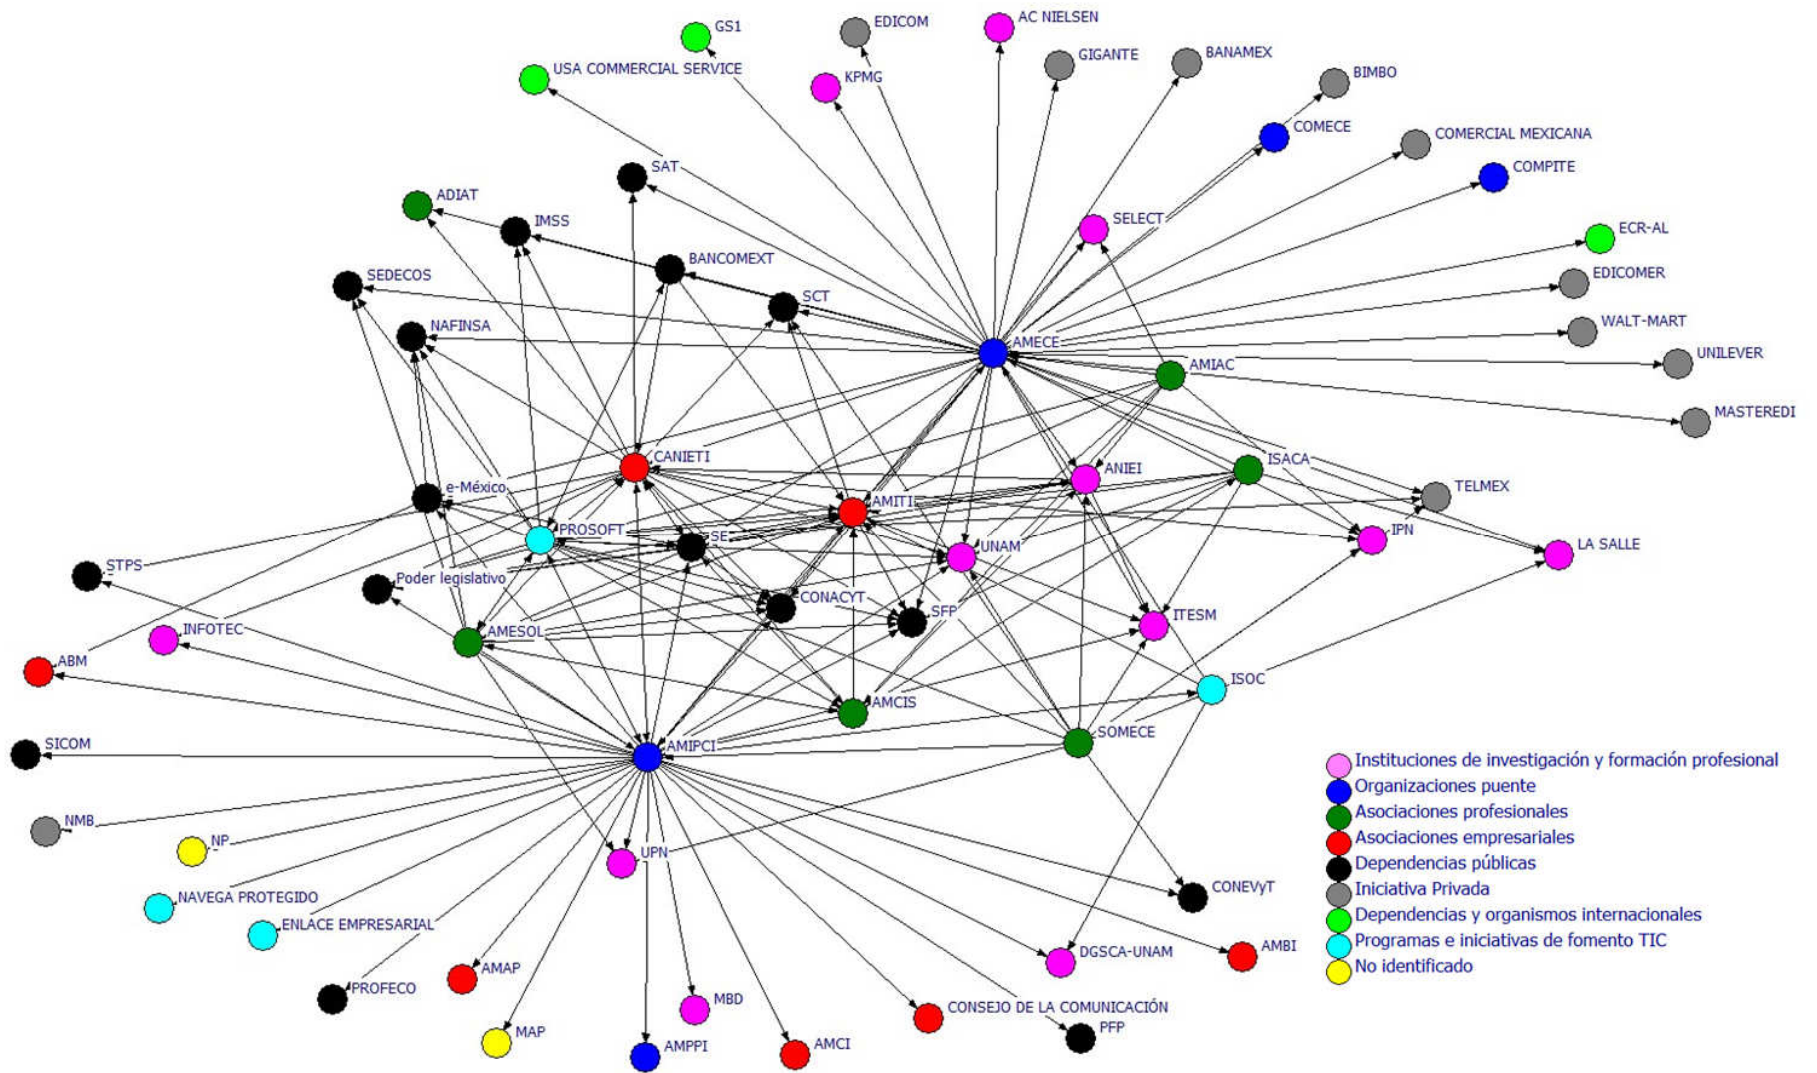 GS1
EDICOM
AC NIELSEN
USA COMMERCIAL SERVICE
KPMG
GIGANTE
BANAMEX
BIMBO
COMECE
COMERCIAL MEXICANA
COMPITE
SAT
ADIAT
IMSS
SELECT
ECR-AL
BANCOMEXT
SEDECOS
SCT
EDICOMER
NAFINSA
WALT-MART
AMECE
UNILEVER
AMIAC
MASTEREDI
CANIETI
ANIEI
ISACA
e-México
TELMEX
AMITI
PROSOFT
SE
UNAM
IPN
LA SALLE
STPS
Poder legislativo
CONACYT
SFP
ITESM
INFOTEC
AMESOL
ABM
ISOC
AMCIS
SOMECE
SICOM
AMIPCI
NMB
NP
UPN
NAVEGA PROTEGIDO
CONEVyT
ENLACE EMPRESARIAL
AMAP
DGSCA-UNAM
AMBI
PROFECO
MBD
CONSEJO DE LA COMUNICACIÓN
MAP
AMPPI
AMCI
PFP
Instituciones de investigación y formación profesional
Organizaciones puente
Asociaciones profesionales
Asociaciones empresariales
Dependencias públicas
Iniciativa Privada
Dependencias y organismos internacionales
Programas e iniciativas de fomento TIC
No identificado